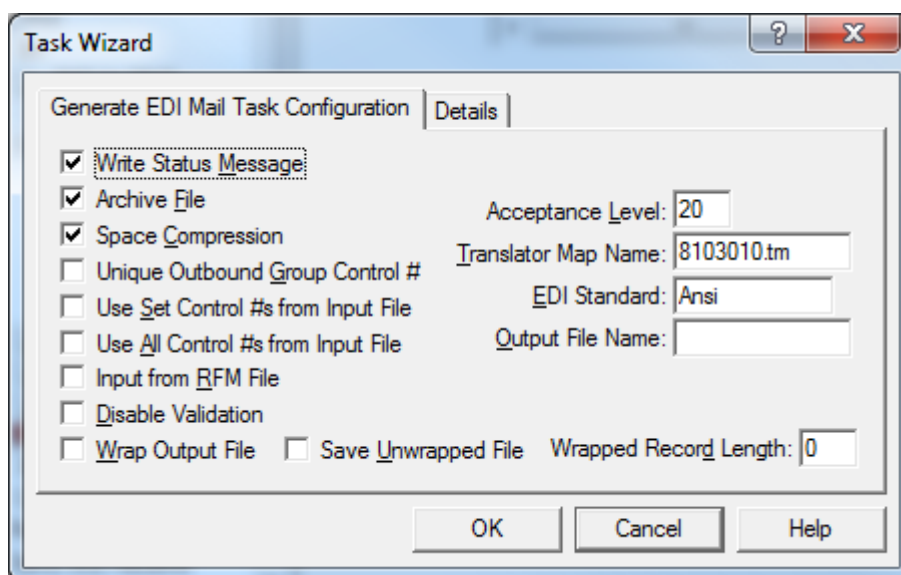 Task Wizard
Generate EDI Mail Task Configuration
Details
Write Status Message
Archive File
Space Compression
Unique Outbound Group Control #
Use Set Control #s from Input File
Use All Control #s from Input File
Input from RFM File
Disable Validation
Wrap Output File
Save Unwrapped File
Acceptance Level: 20
Translator Map Name: 8103010.tm
EDI Standard: Ansi
Output File Name:
Wrapped Record Length: 0
OK
Cancel
Help